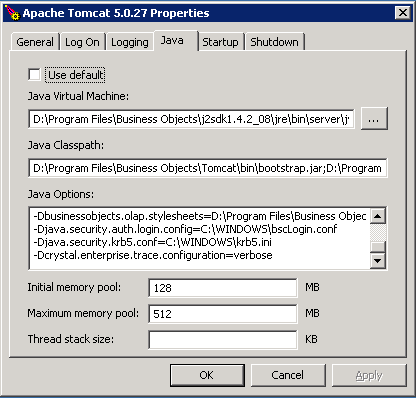 Apache Tomcat 5.0.27 Properties
General Log On Logging Java Startup Shutdown
Use default
Java Virtual Machine:
D:\Program Files\Business Objects\j2sdk1.4.2_08\jre\bin\server\j
...
Java Classpath:
D:\Program Files\Business Objects\Tomcat\bin\bootstrap.jar;D:\Program
Java Options:
-Dbusinessobjects.olap.stylesheets=D:\Program Files\Business Objec
-Djava.security.auth.login.config=C:\WINDOWS\bscLogin.conf
-Djava.security.krb5.conf=C:\WINDOWS\krb5.ini
-Dcrystal.enterprise.trace.configuration=verbose
Initial memory pool: 128 MB
Maximum memory pool: 512 MB
Thread stack size: KB
OK Cancel Apply